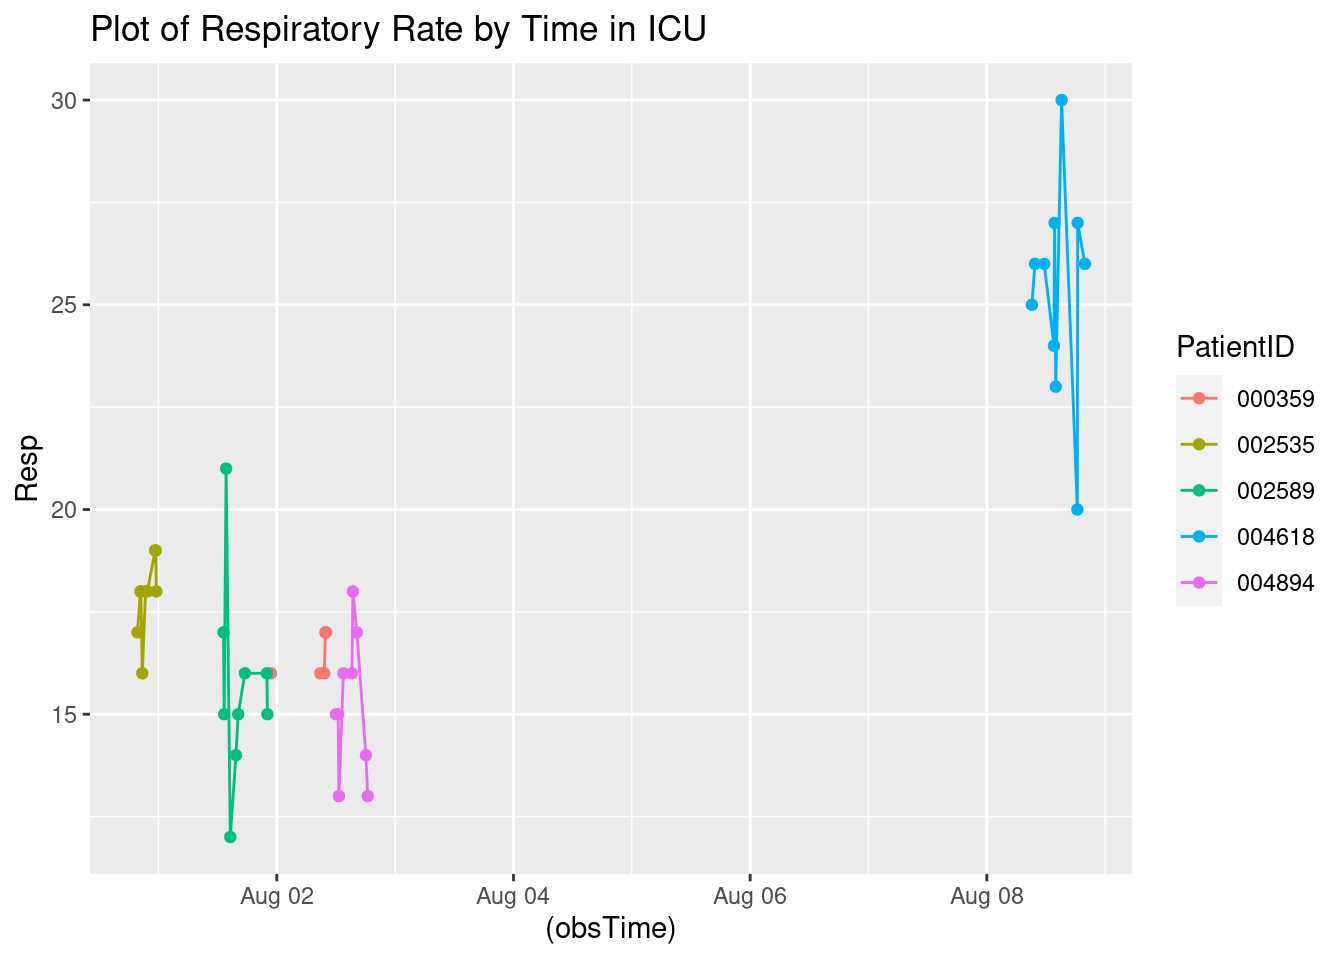 Plot of Respiratory Rate by Time in ICU
30
25
20
15
Resp
Aug 02
Aug 04
Aug 06
Aug 08
(obsTime)
PatientID
000359
002535
002589
004618
004894